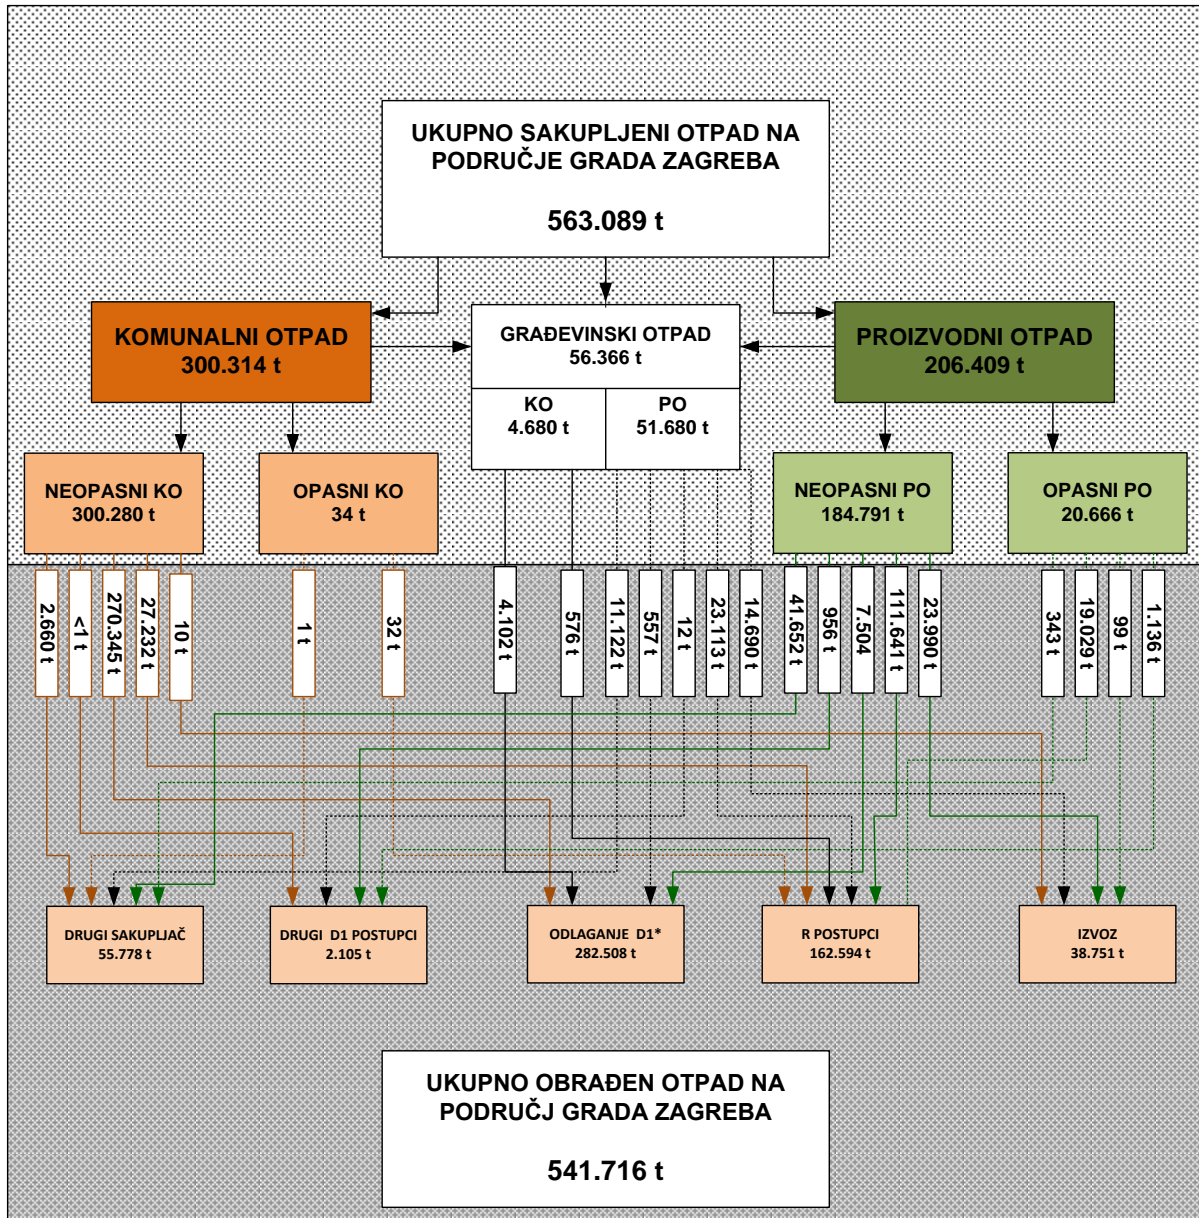 UKUPNO SAKUPLJENI OTPAD NA
PODRUČJE GRADA ZAGREBA
563.089 t
KOMUNALNI OTPAD
300.314 t
GRAĐEVINSKI OTPAD
56.366 t
PROIZVODNI OTPAD
206.409 t
KO
4.680 t
PO
51.680 t
NEOPASNI KO
300.280 t
OPASNI KO
34 t
NEOPASNI PO
184.791 t
OPASNI PO
20.666 t
2.660 t
<1 t
270.345 t
27.232 t
10 t
1 t
32 t
4.102 t
576 t
11.122 t
557 t
12 t
23.113 t
14.690 t
41.652 t
956 t
7.504
111.641 t
23.990 t
343 t
19.029 t
99 t
1.136 t
DRUGI SAKUPLJAČ
55.778 t
DRUGI D1 POSTUPCI
2.105 t
ODLAGANJE D1*
282.508 t
R POSTUPCI
162.594 t
IZVOZ
38.751 t
UKUPNO OBRAĐEN OTPAD NA
PODRUČJ GRADA ZAGREBA
541.716 t